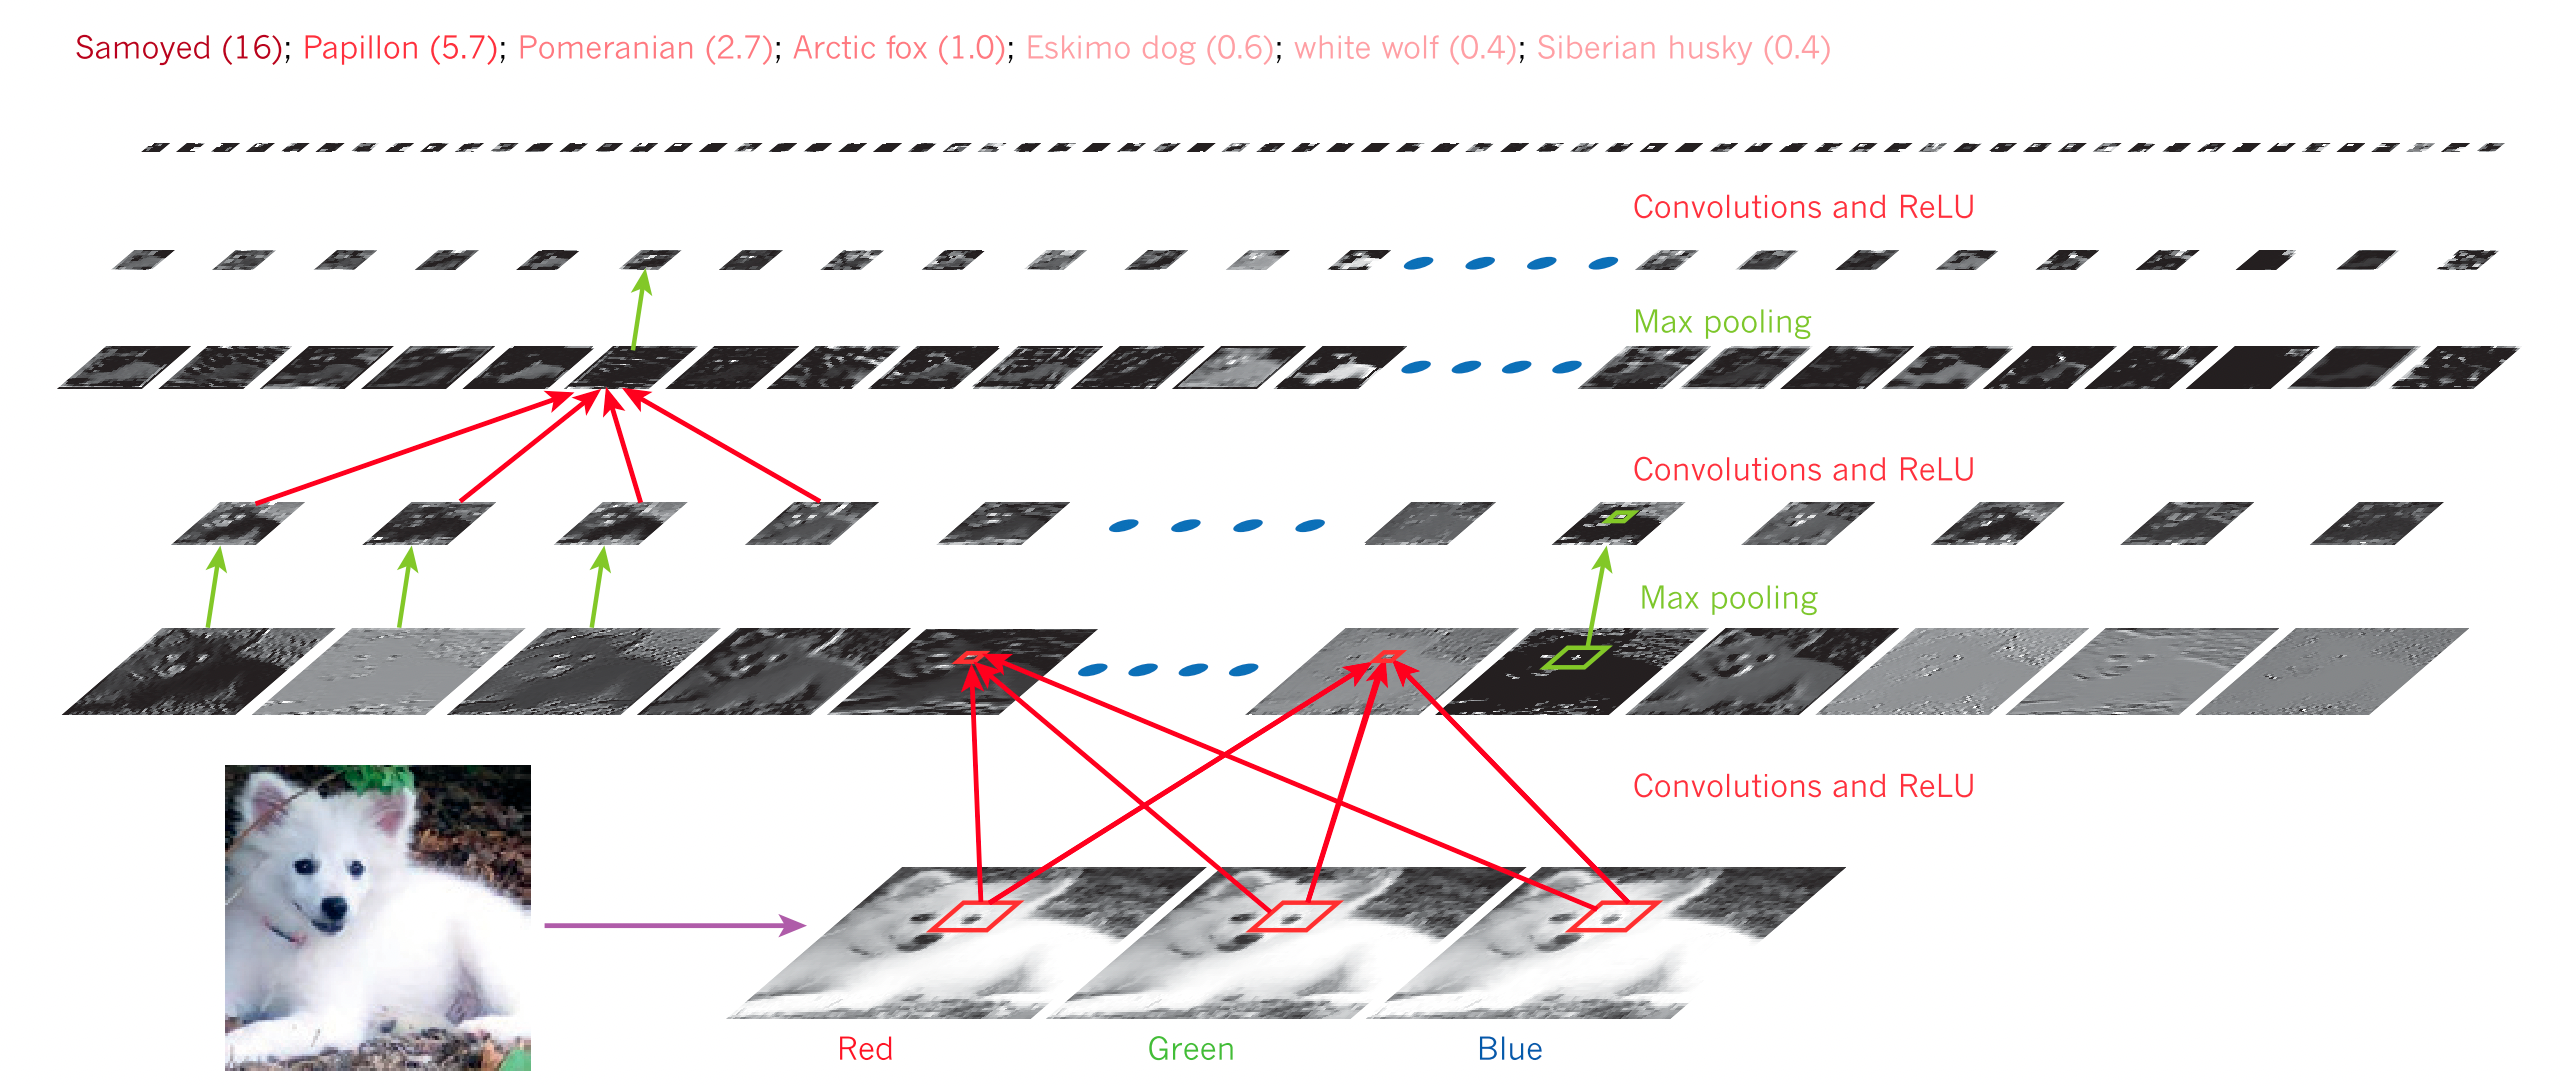 Samoyed (16); Papillon (5.7); Pomeranian (2.7); Arctic fox (1.0); Eskimo dog (0.6); white wolf (0.4); Siberian husky (0.4)
Convolutions and ReLU
Max pooling
Convolutions and ReLU
Max pooling
Convolutions and ReLU
Red
Green
Blue